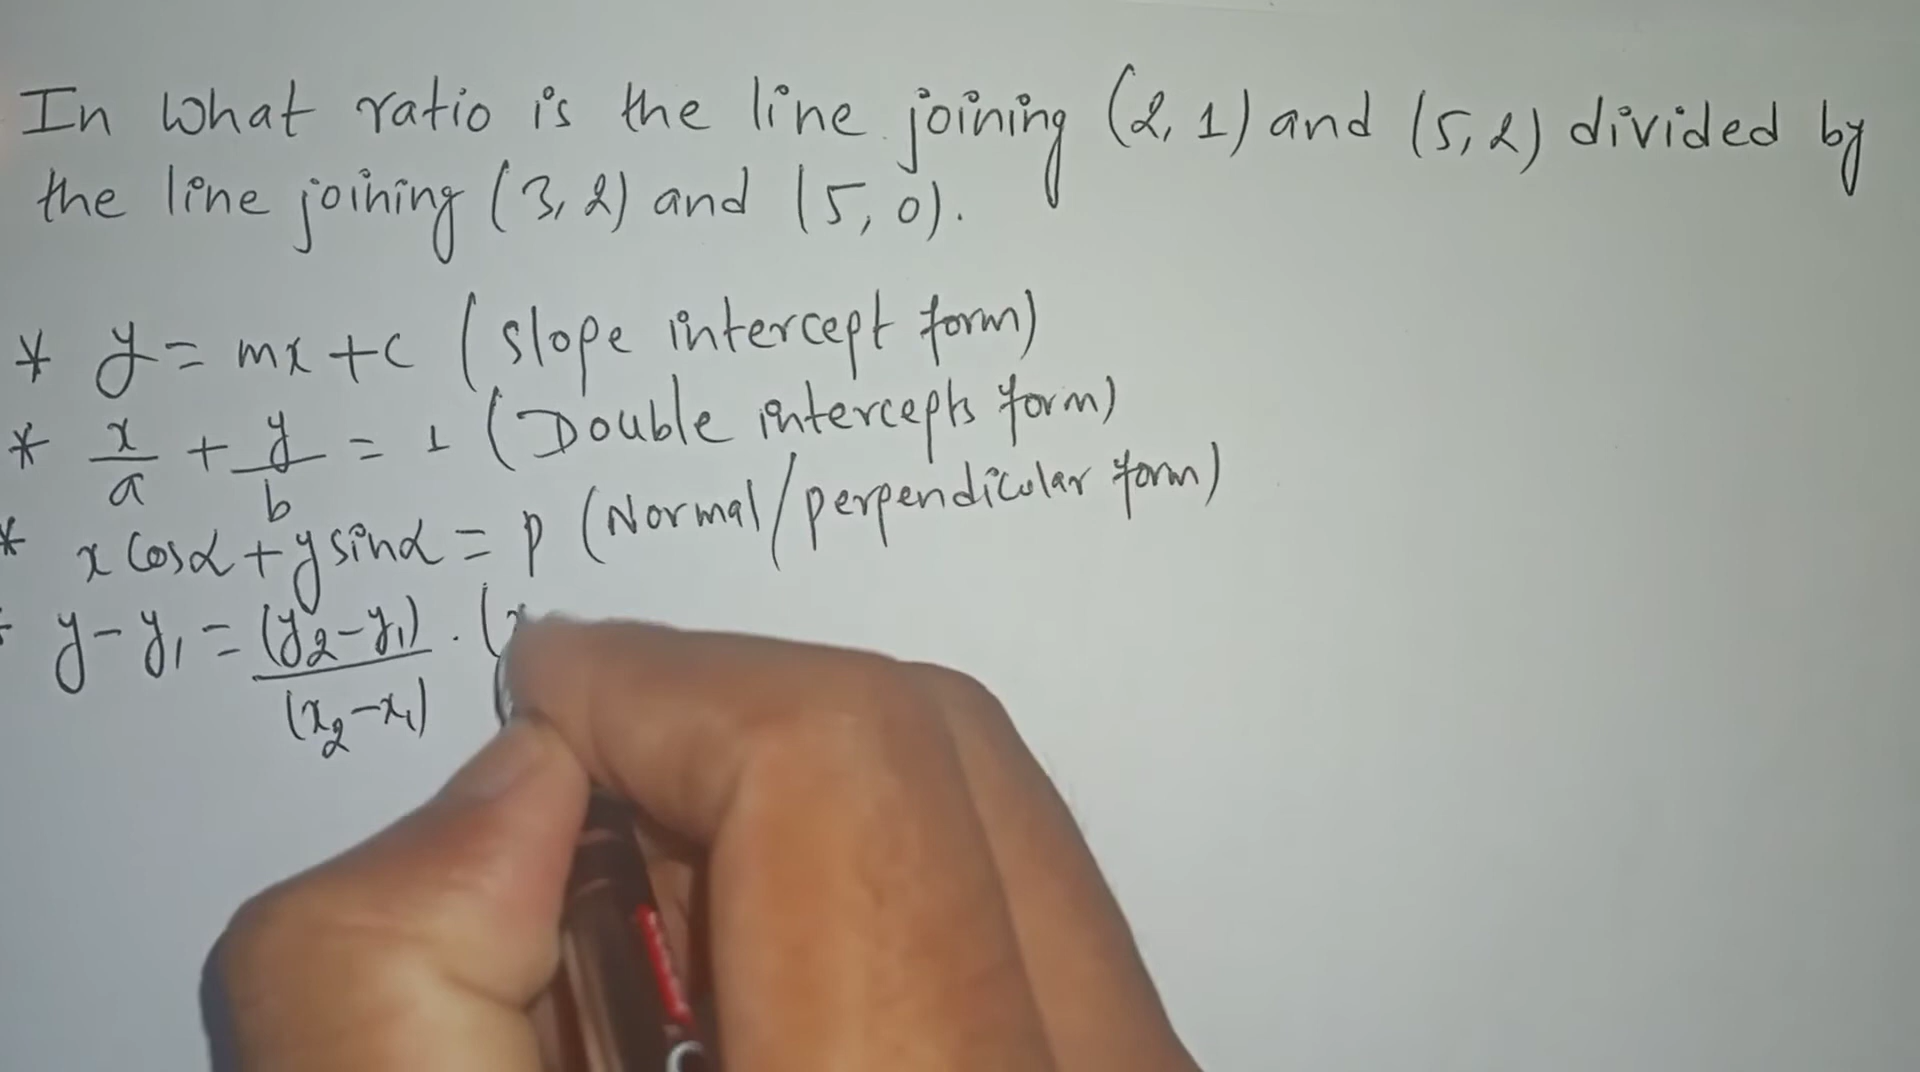 In what ratio is the line joining (2, 1) and (5, 2) divided by
the line joining (3, 2) and (5, 0).
* y = mx + c (slope intercept form)
* x/a + y/b = 1 (Double intercepts form)
* x cosα + y sinα = p (Normal/perpendicular form)
y - y₁ = (y₂ - y₁)/(x₂ - x₁) . (